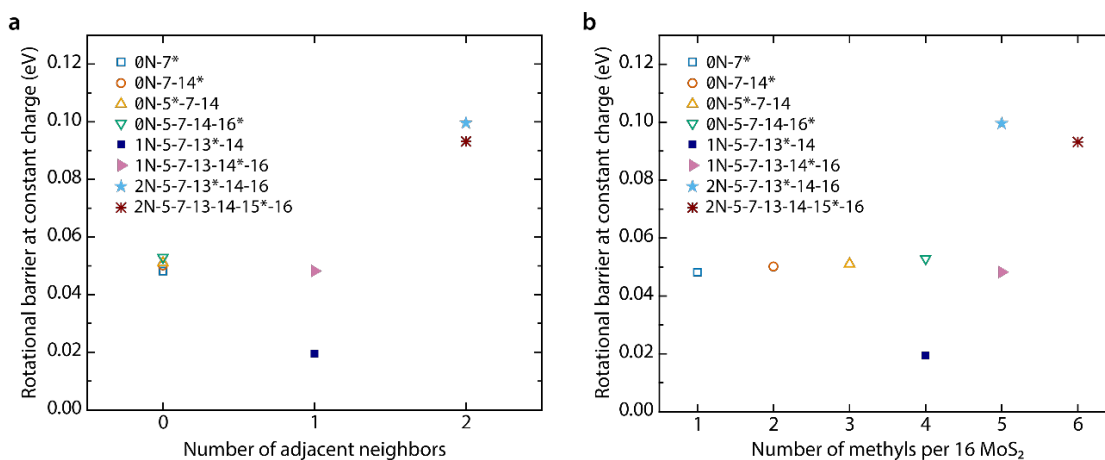 a
Rotational barrier at constant charge (eV)
0.12
0.10
0.08
0.06
0.04
0.02
0.00
0N-7*
0N-7-14*
0N-5*-7-14
0N-5-7-14-16*
1N-5-7-13*-14
1N-5-7-13-14*-16
2N-5-7-13*-14-16
2N-5-7-13-14-15*-16
0
1
2
Number of adjacent neighbors
b
Rotational barrier at constant charge (eV)
0.12
0.10
0.08
0.06
0.04
0.02
0.00
0N-7*
0N-7-14*
0N-5*-7-14
0N-5-7-14-16*
1N-5-7-13*-14
1N-5-7-13-14*-16
2N-5-7-13*-14-16
2N-5-7-13-14-15*-16
1
2
3
4
5
6
Number of methyls per 16 MoS₂